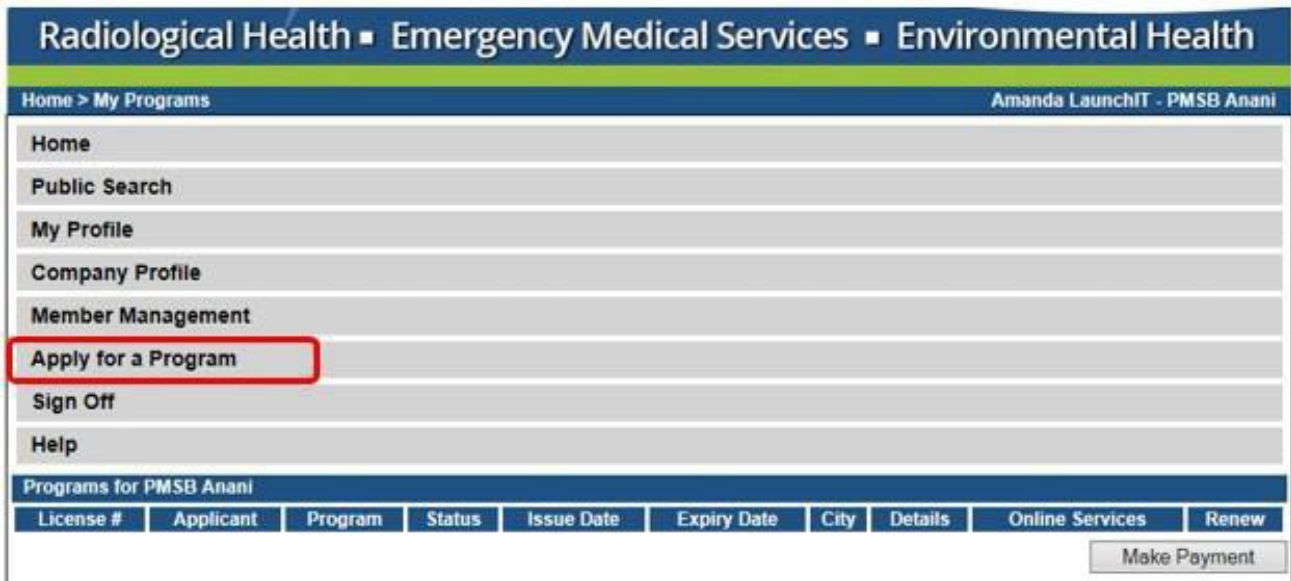 Radiological Health ▪ Emergency Medical Services ▪ Environmental Health
Home > My Programs Amanda LaunchIT - PMSB Anani
Home
Public Search
My Profile
Company Profile
Member Management
Apply for a Program
Sign Off
Help
Programs for PMSB Anani
License # Applicant Program Status Issue Date Expiry Date City Details Online Services Renew
Make Payment